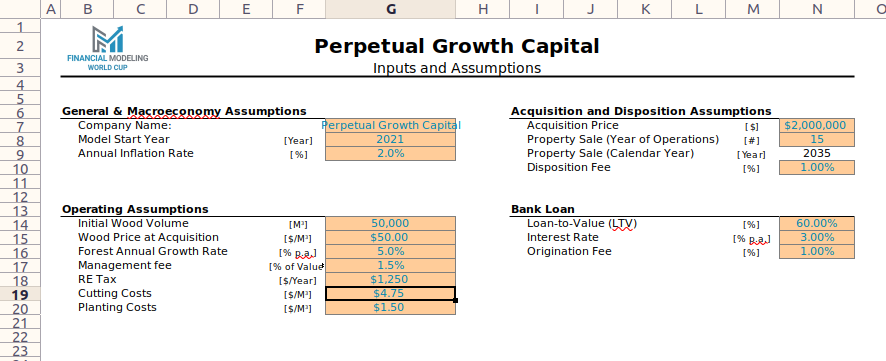 A B C D E F G H I J K L M N O
1
2 FINANCIAL MODELING WORLD CUP Perpetual Growth Capital
3 Inputs and Assumptions
4
5
6 General & Macroeconomy Assumptions Acquisition and Disposition Assumptions
7 Company Name: Perpetual Growth Capital Acquisition Price [$] $2,000,000
8 Model Start Year [Year] 2021 Property Sale (Year of Operations) [#] 15
9 Annual Inflation Rate [%] 2.0% Property Sale (Calendar Year) [Year] 2035
10 Disposition Fee [%] 1.00%
11
12
13 Operating Assumptions Bank Loan
14 Initial Wood Volume [M³] 50,000 Loan-to-Value (LTV) [%] 60.00%
15 Wood Price at Acquisition [$/M³] $50.00 Interest Rate [% p.a.] 3.00%
16 Forest Annual Growth Rate [% p.a.] 5.0% Origination Fee [%] 1.00%
17 Management fee [% of Value 1.5%
18 RE Tax [$/Year] $1,250
19 Cutting Costs [$/M³] $4.75
20 Planting Costs [$/M³] $1.50
21
22
23